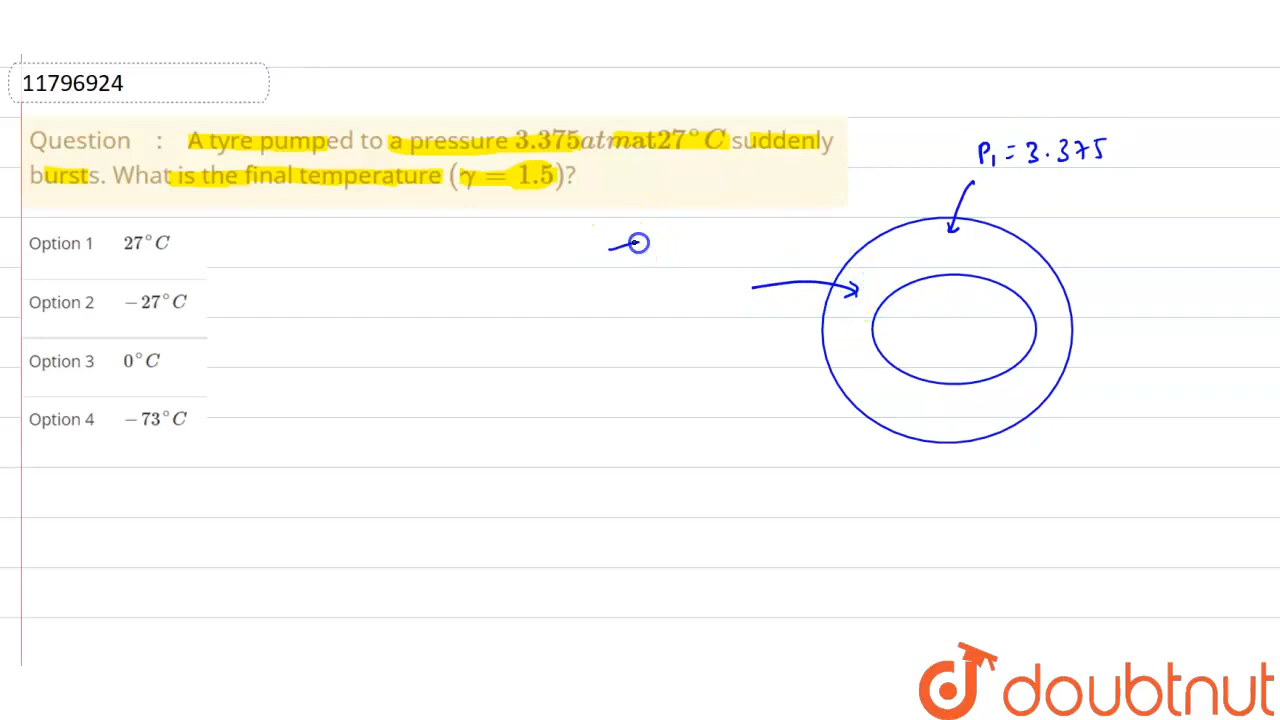 11796924
Question : A tyre pumped to a pressure 3.375atmat27°C suddenly
bursts. What is the final temperature (γ = 1.5)?
P₁ = 3.375
Option 1 27°C
Option 2 −27°C
Option 3 0°C
Option 4 −73°C
doubtnut